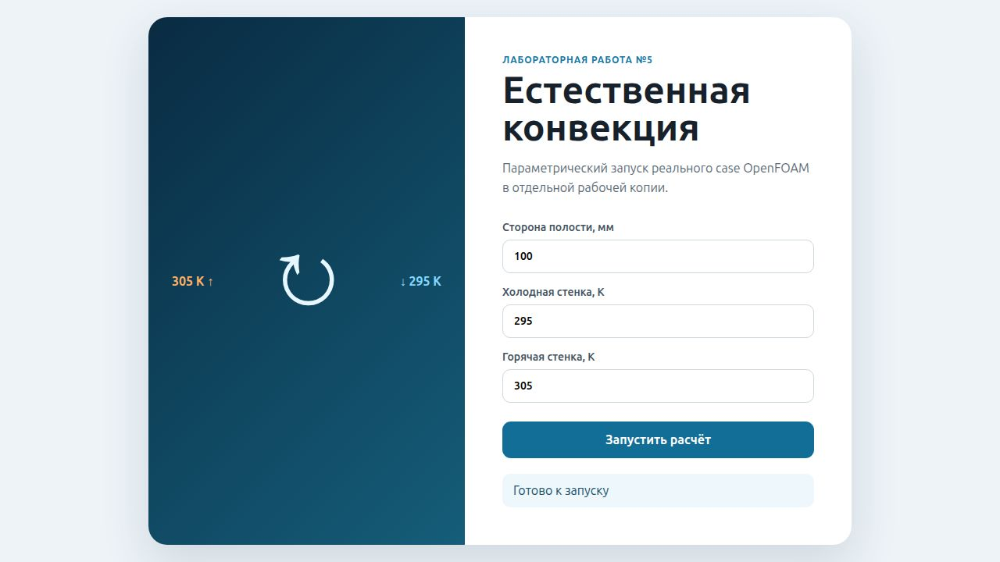 305 K ↑
↓ 295 K
ЛАБОРАТОРНАЯ РАБОТА №5
Естественная
конвекция
Параметрический запуск реального case OpenFOAM
в отдельной рабочей копии.
Сторона полости, мм
100
Холодная стенка, К
295
Горячая стенка, К
305
Запустить расчёт
Готово к запуску